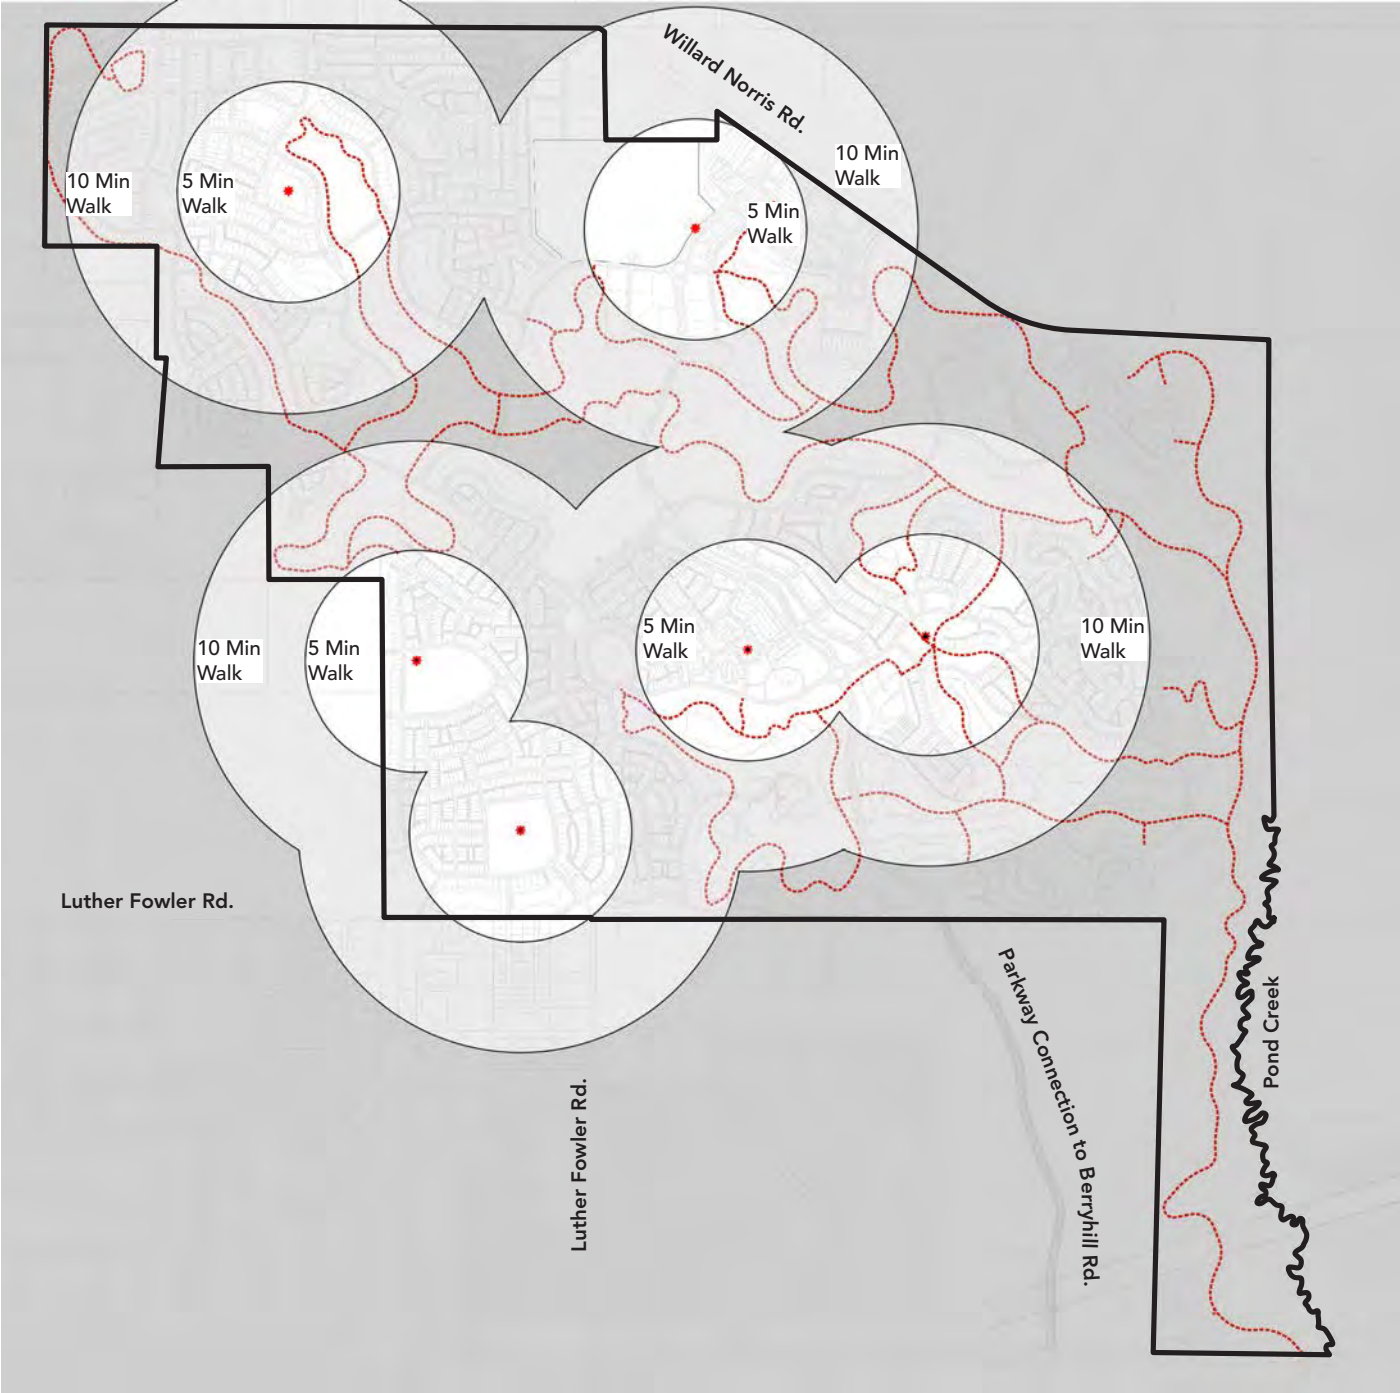 Willard Norris Rd.
10 Min
Walk
10 Min
Walk
5 Min
Walk
5 Min
Walk
10 Min
Walk
5 Min
Walk
5 Min
Walk
10 Min
Walk
Luther Fowler Rd.
Parkway Connection to Berryhill Rd.
Pond Creek
Luther Fowler Rd.